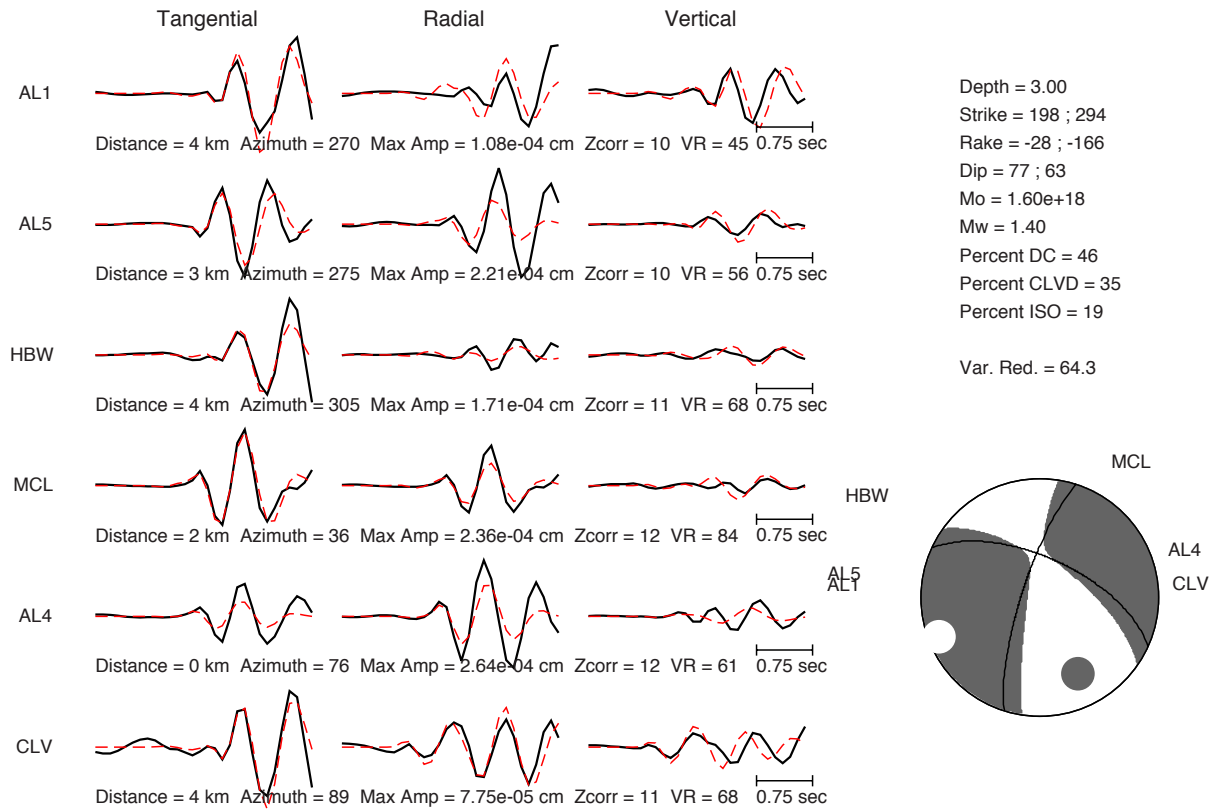 Tangential Radial Vertical
AL1
Distance = 4 km Azimuth = 270 Max Amp = 1.08e-04 cm Zcorr = 10 VR = 45 0.75 sec
AL5
Distance = 3 km Azimuth = 275 Max Amp = 2.21e-04 cm Zcorr = 10 VR = 56 0.75 sec
HBW
Distance = 4 km Azimuth = 305 Max Amp = 1.71e-04 cm Zcorr = 11 VR = 68 0.75 sec
MCL
Distance = 2 km Azimuth = 36 Max Amp = 2.36e-04 cm Zcorr = 12 VR = 84 0.75 sec
AL4
Distance = 0 km Azimuth = 76 Max Amp = 2.64e-04 cm Zcorr = 12 VR = 61 0.75 sec
CLV
Distance = 4 km Azimuth = 89 Max Amp = 7.75e-05 cm Zcorr = 11 VR = 68 0.75 sec
Depth = 3.00
Strike = 198 ; 294
Rake = -28 ; -166
Dip = 77 ; 63
Mo = 1.60e+18
Mw = 1.40
Percent DC = 46
Percent CLVD = 35
Percent ISO = 19
Var. Red. = 64.3
MCL
HBW
AL4
AL5
AL1
CLV